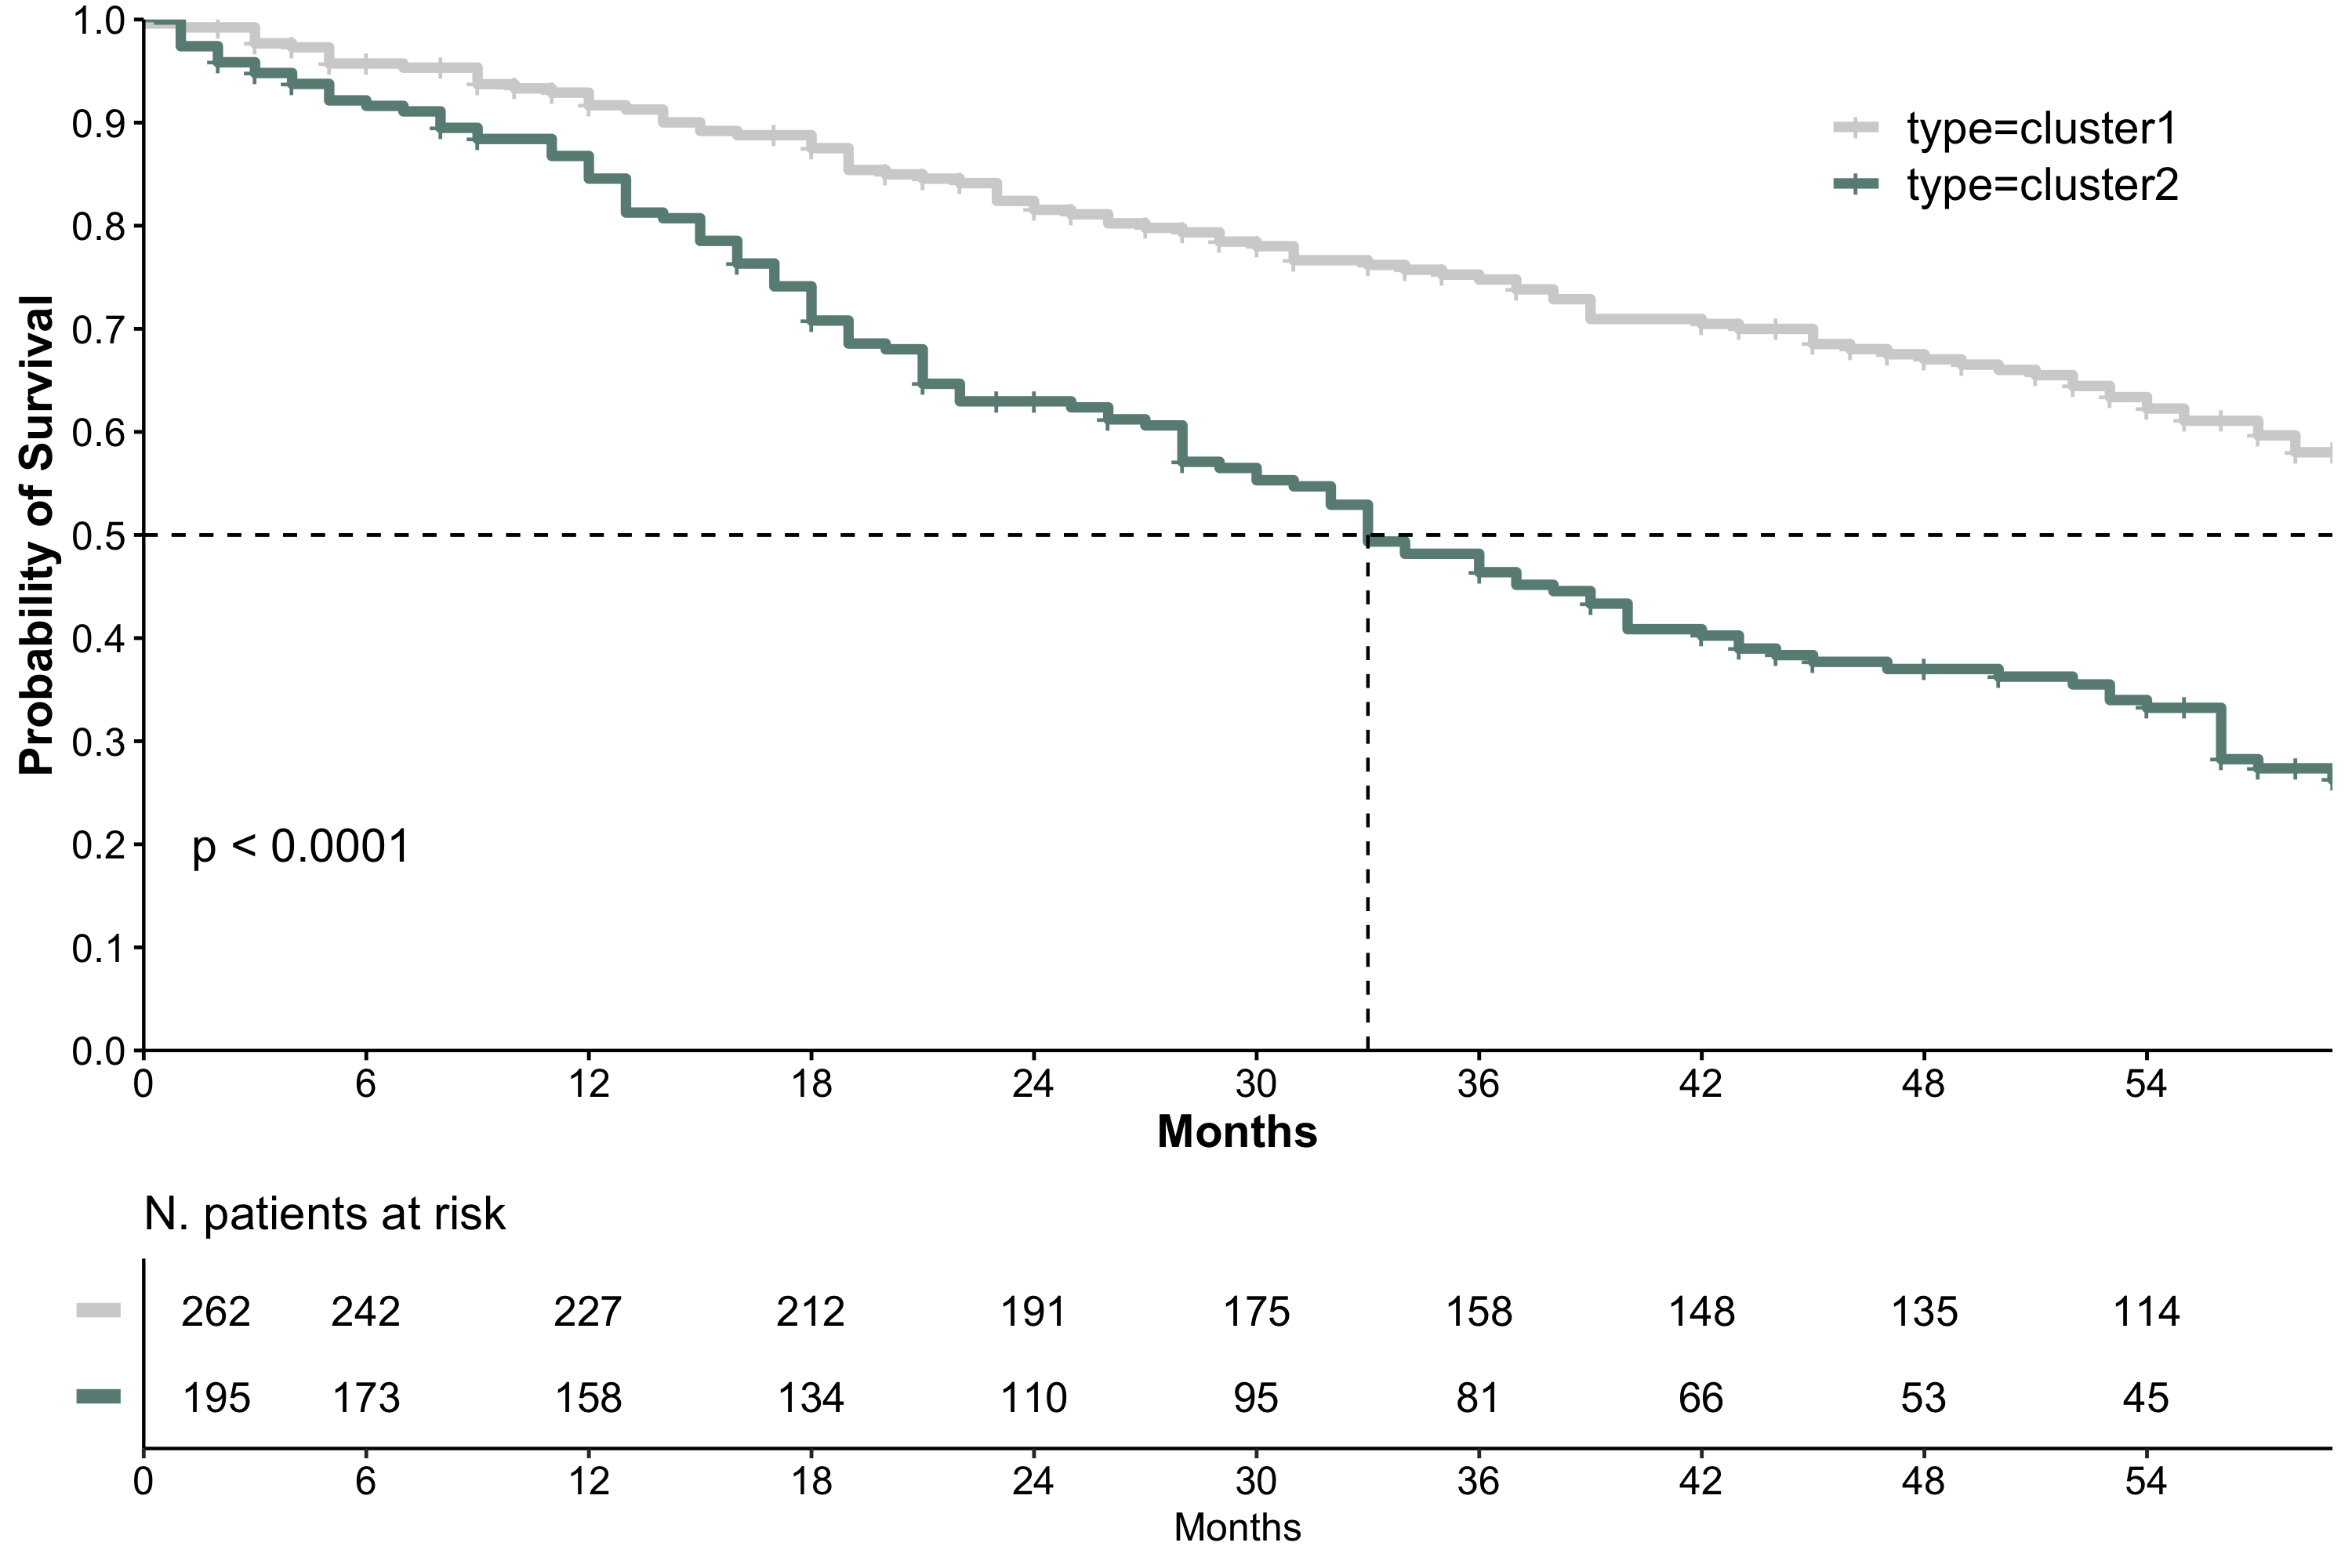 1.0
0.9
0.8
0.7
0.6
0.5
0.4
0.3
0.2
0.1
0.0
Probability of Survival
type=cluster1
type=cluster2
p < 0.0001
0 6 12 18 24 30 36 42 48 54
Months
N. patients at risk
262 242 227 212 191 175 158 148 135 114
195 173 158 134 110 95 81 66 53 45
0 6 12 18 24 30 36 42 48 54
Months